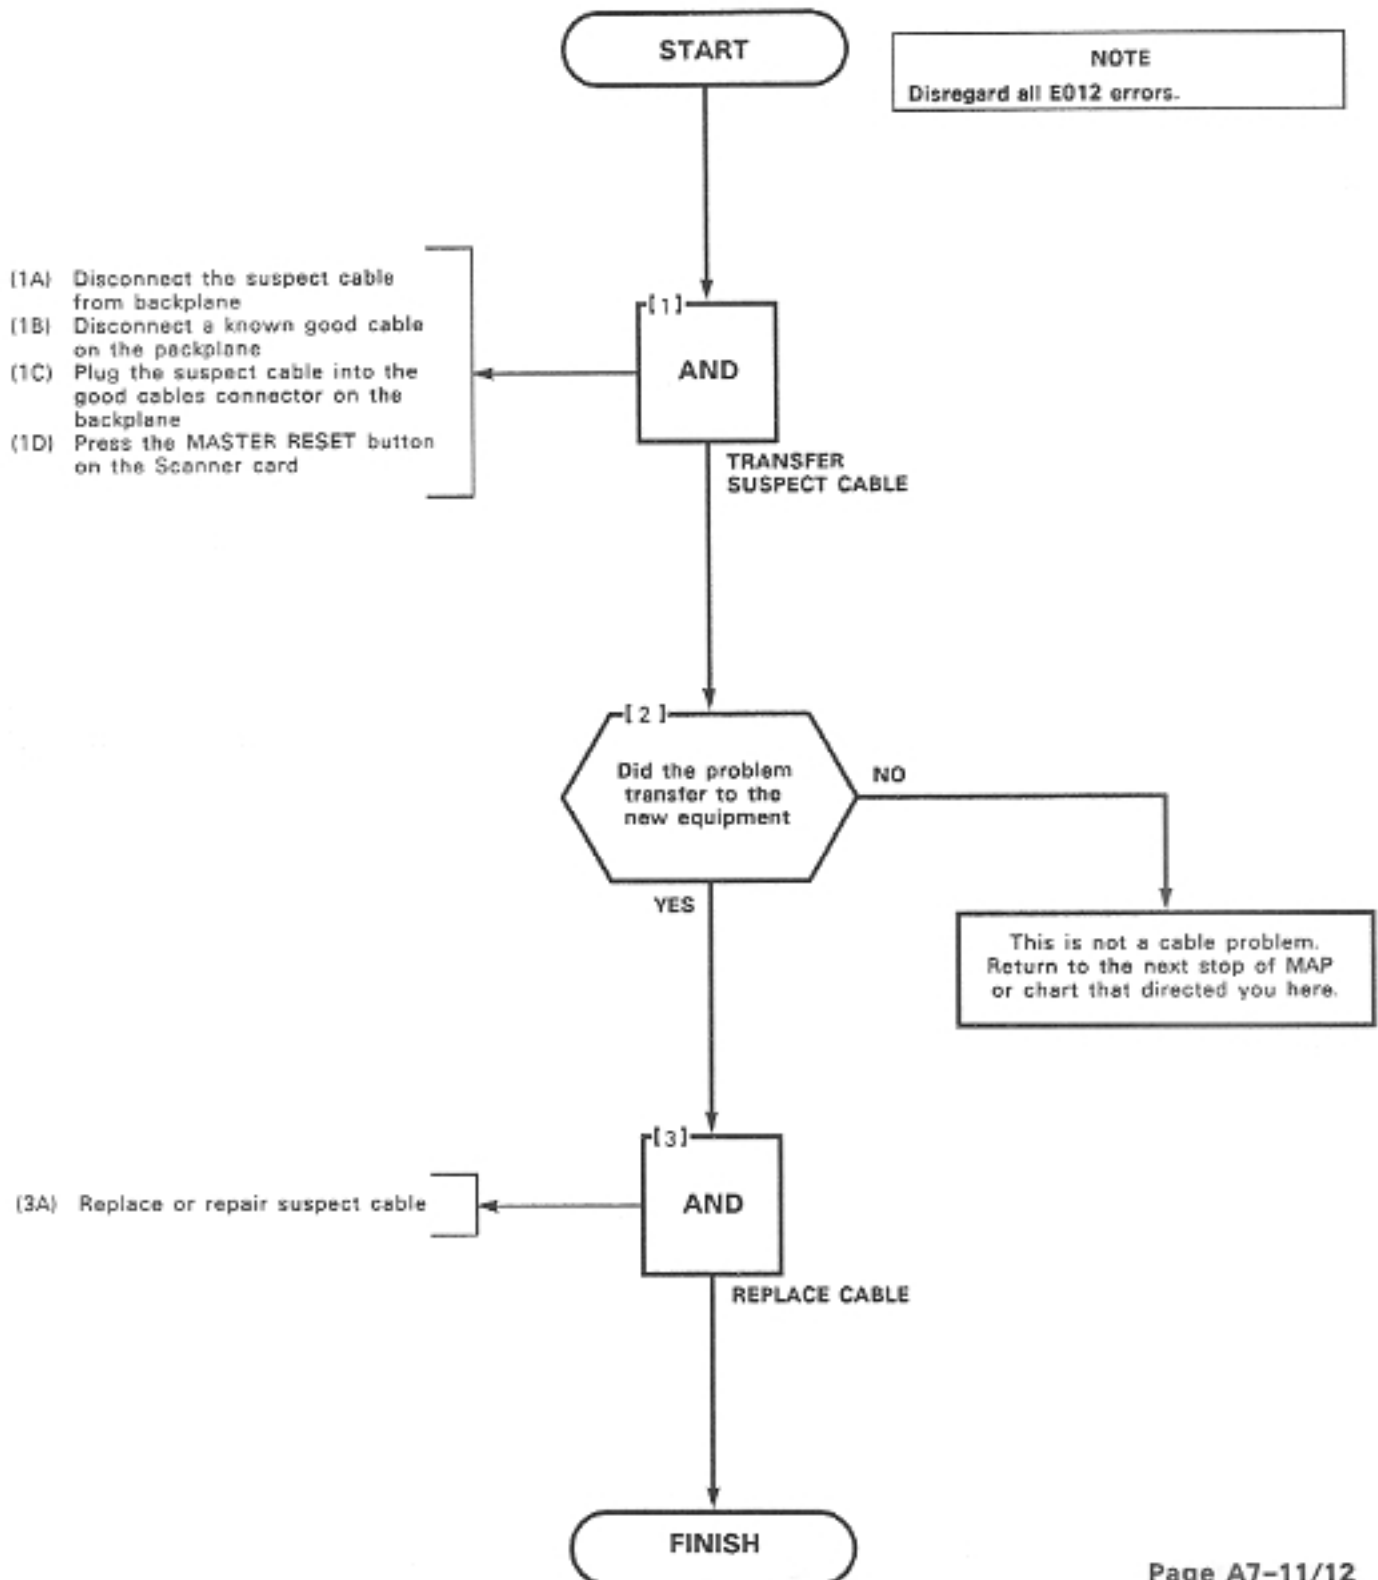 START
NOTE
Disregard all E012 errors.
(1A) Disconnect the suspect cable
from backplane
(1B) Disconnect a known good cable
on the packplane
(1C) Plug the suspect cable into the
good cables connector on the
backplane
(1D) Press the MASTER RESET button
on the Scanner card
[1]
AND
TRANSFER
SUSPECT CABLE
[2]
Did the problem
transfer to the
new equipment
NO
YES
This is not a cable problem.
Return to the next stop of MAP
or chart that directed you here.
[3]
AND
(3A) Replace or repair suspect cable
REPLACE CABLE
FINISH
Page A7-11/12